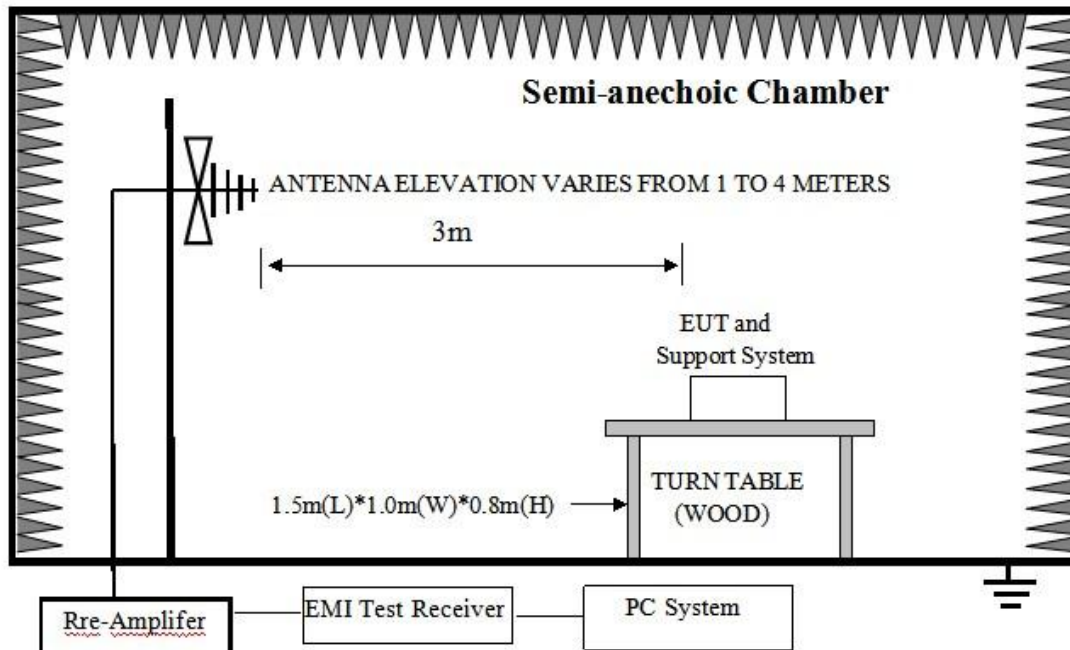 Semi-anechoic Chamber
ANTENNA ELEVATION VARIES FROM 1 TO 4 METERS
3m
EUT and
Support System
1.5m(L)*1.0m(W)*0.8m(H)
TURN TABLE
(WOOD)
Rre-Amplifer
EMI Test Receiver
PC System